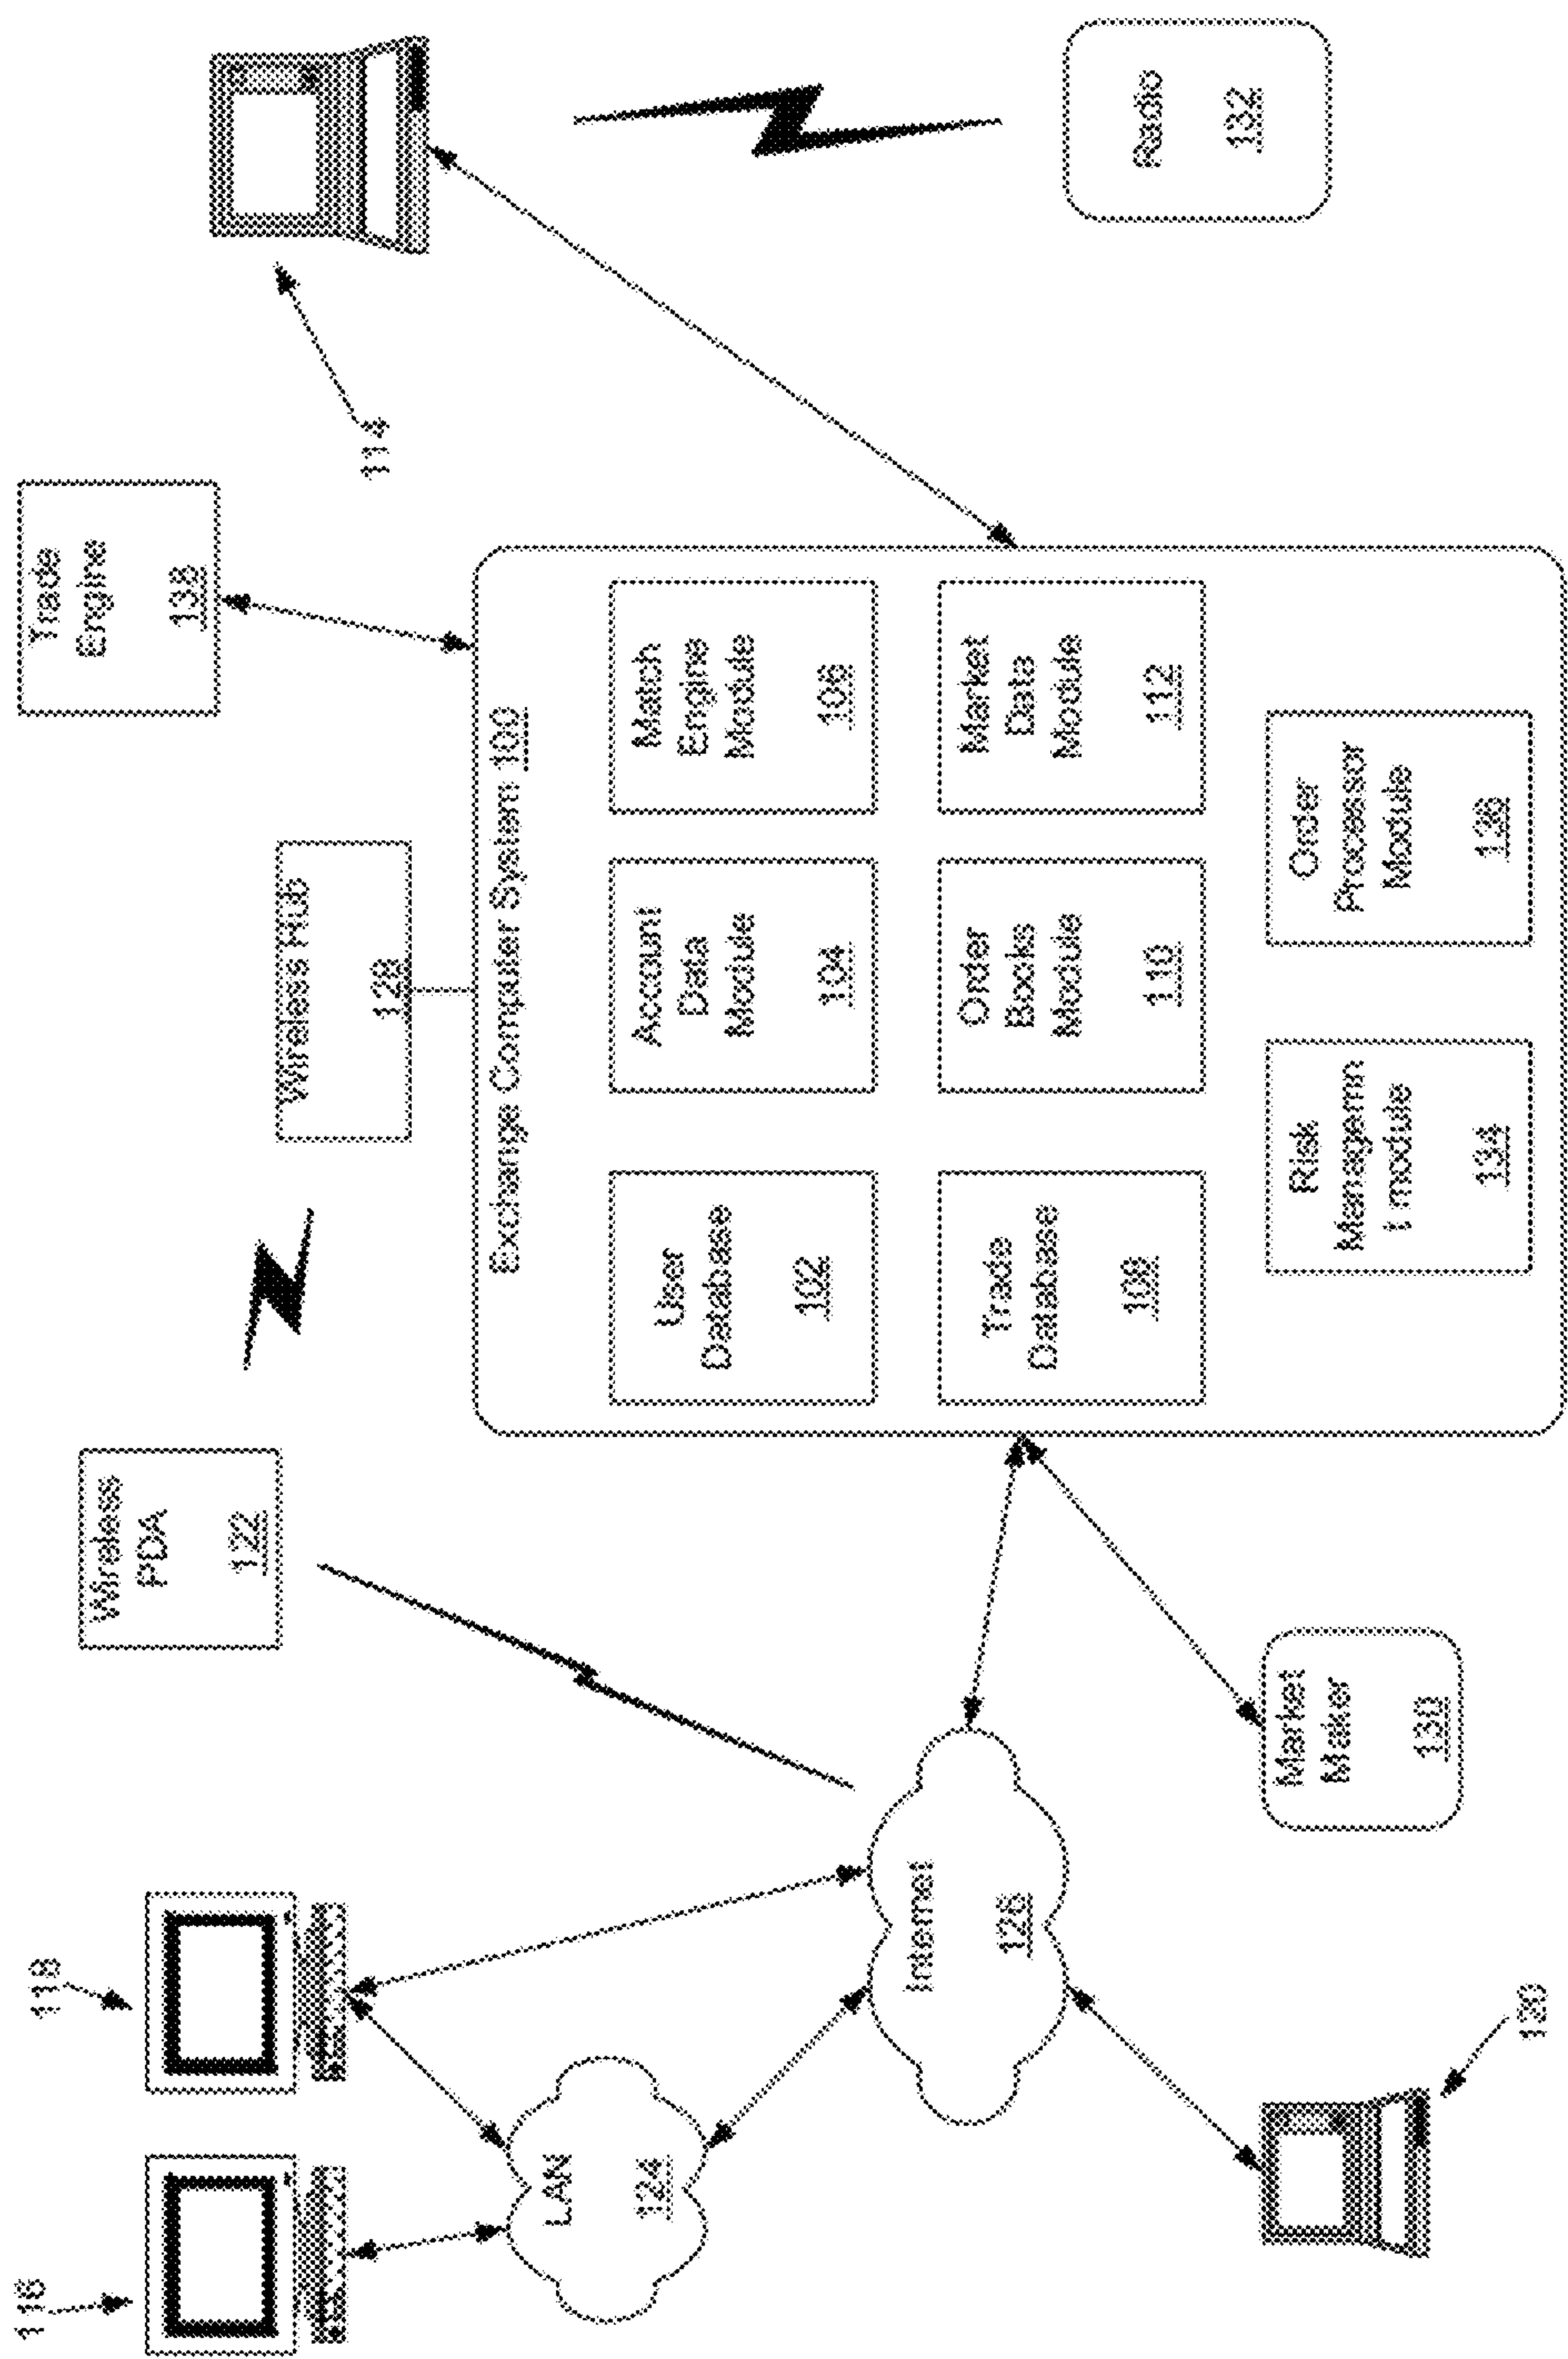 116
118
Wireless
PDA
122
Wireless Hub
128
Trade
Engine
138
114
LAN
124
Internet
126
120
Market
Maker
130
Exchange Computer System 100
User
Database
102
Account
Data
Module
104
Match
Engine
Module
106
Trade
Database
108
Order
Books
Module
110
Market
Data
Module
112
Risk
Managemn
t module
134
Order
Processor
Module
136
Radio
132